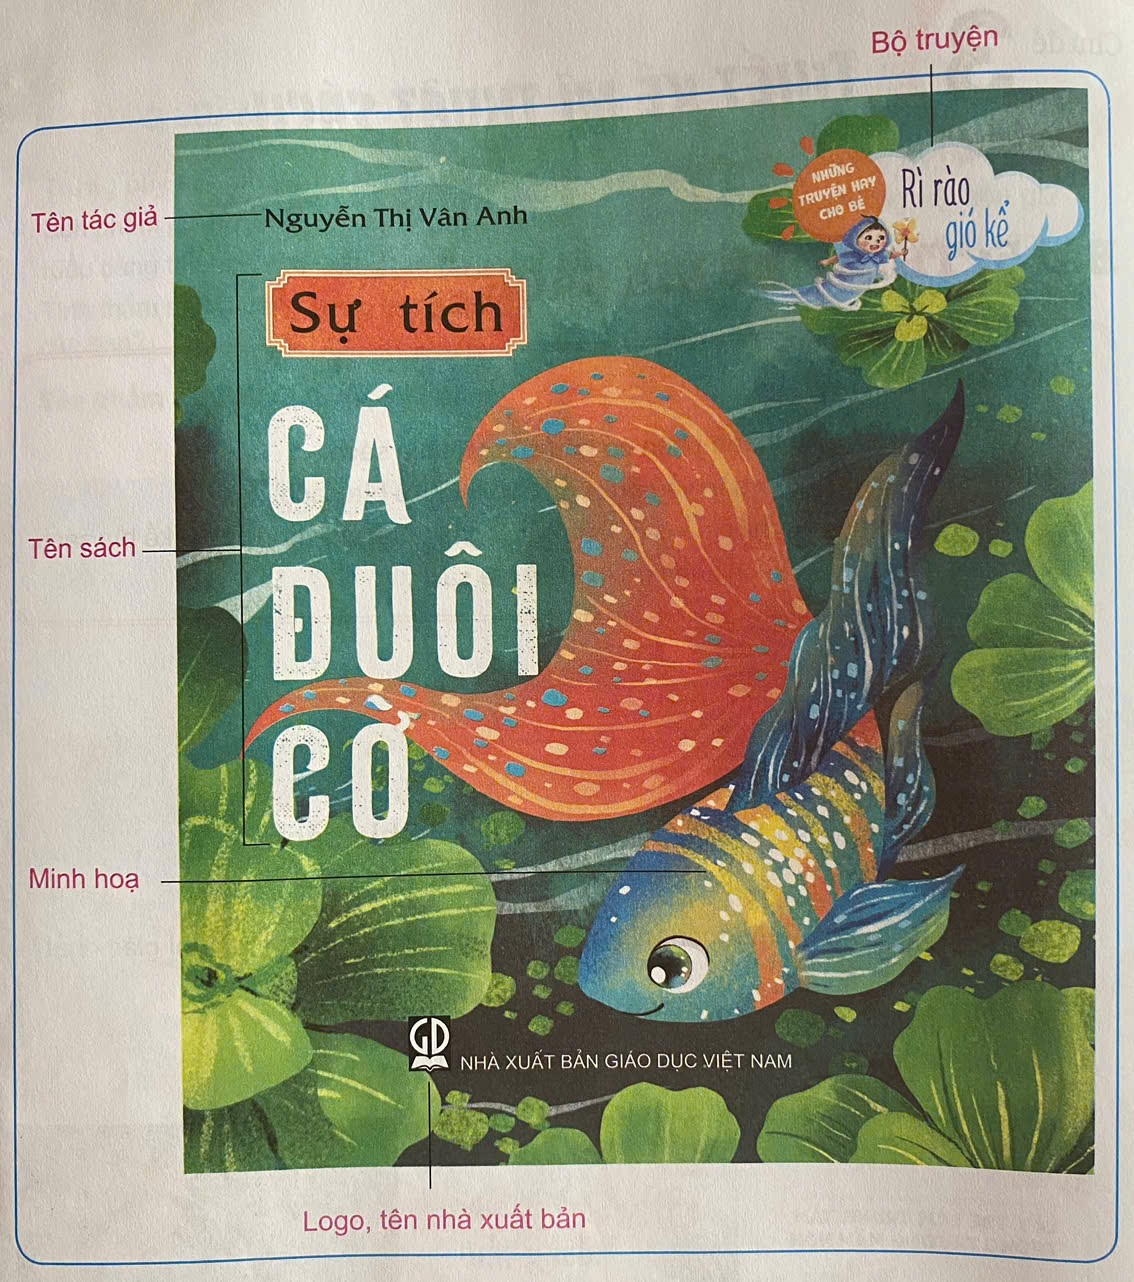 Bộ truyện
NHỮNG
TRUYỆN HAY
CHO BÉ
Rì rào
gió kể
Tên tác giả
Nguyễn Thị Vân Anh
Sự tích
CÁ
ĐUÔI
CỜ
Tên sách
Minh hoạ
GD
NHÀ XUẤT BẢN GIÁO DỤC VIỆT NAM
Logo, tên nhà xuất bản